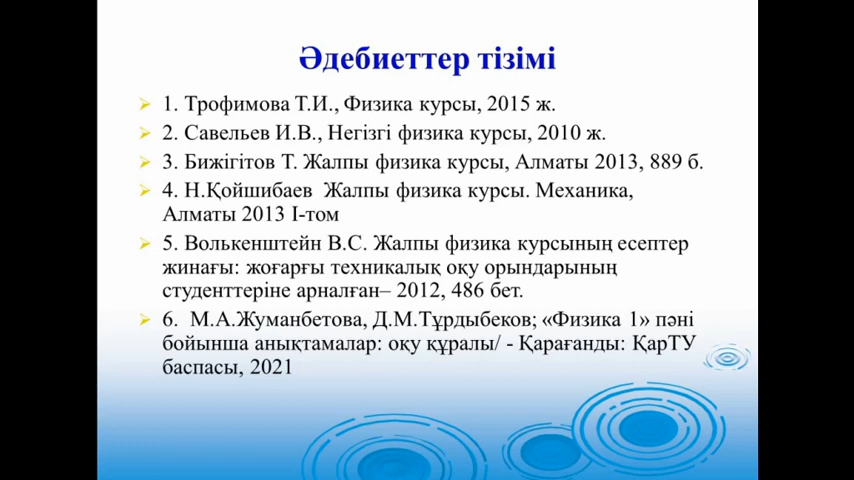 Әдебиеттер тізімі
1. Трофимова Т.И., Физика курсы, 2015 ж.
2. Савельев И.В., Негізгі физика курсы, 2010 ж.
3. Бижігітов Т. Жалпы физика курсы, Алматы 2013, 889 б.
4. Н.Қойшибаев Жалпы физика курсы. Механика,
Алматы 2013 І-том
5. Волькенштейн В.С. Жалпы физика курсының есептер
жинағы: жоғарғы техникалық оқу орындарының
студенттеріне арналған– 2012, 486 бет.
6. М.А.Жуманбетова, Д.М.Тұрдыбеков; «Физика 1» пәні
бойынша анықтамалар: оқу құралы/ - Қарағанды: ҚарТУ
баспасы, 2021